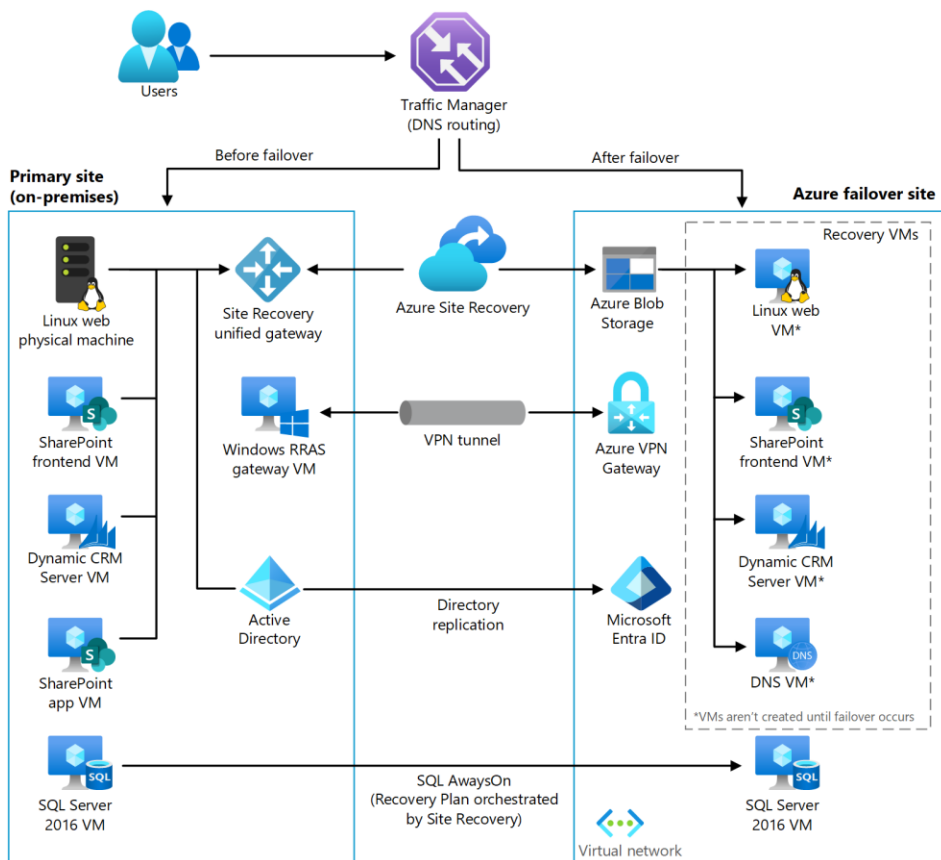 Users
Traffic Manager
(DNS routing)
Before failover
After failover
Primary site
(on-premises)
Azure failover site
Recovery VMs
Linux web
physical machine
Site Recovery
unified gateway
Azure Site Recovery
Azure Blob
Storage
Linux web
VM*
S
SharePoint
frontend VM
Windows RRAS
gateway VM
VPN tunnel
Azure VPN
Gateway
S
SharePoint
frontend VM*
Dynamic CRM
Server VM
Dynamic CRM
Server VM*
Active
Directory
Directory
replication
Microsoft
Entra ID
S
SharePoint
app VM
DNS
DNS VM*
*VMs aren't created until failover occurs
SQL
SQL Server
2016 VM
SQL AwaysOn
(Recovery Plan orchestrated
by Site Recovery)
SQL
SQL Server
2016 VM
Virtual network